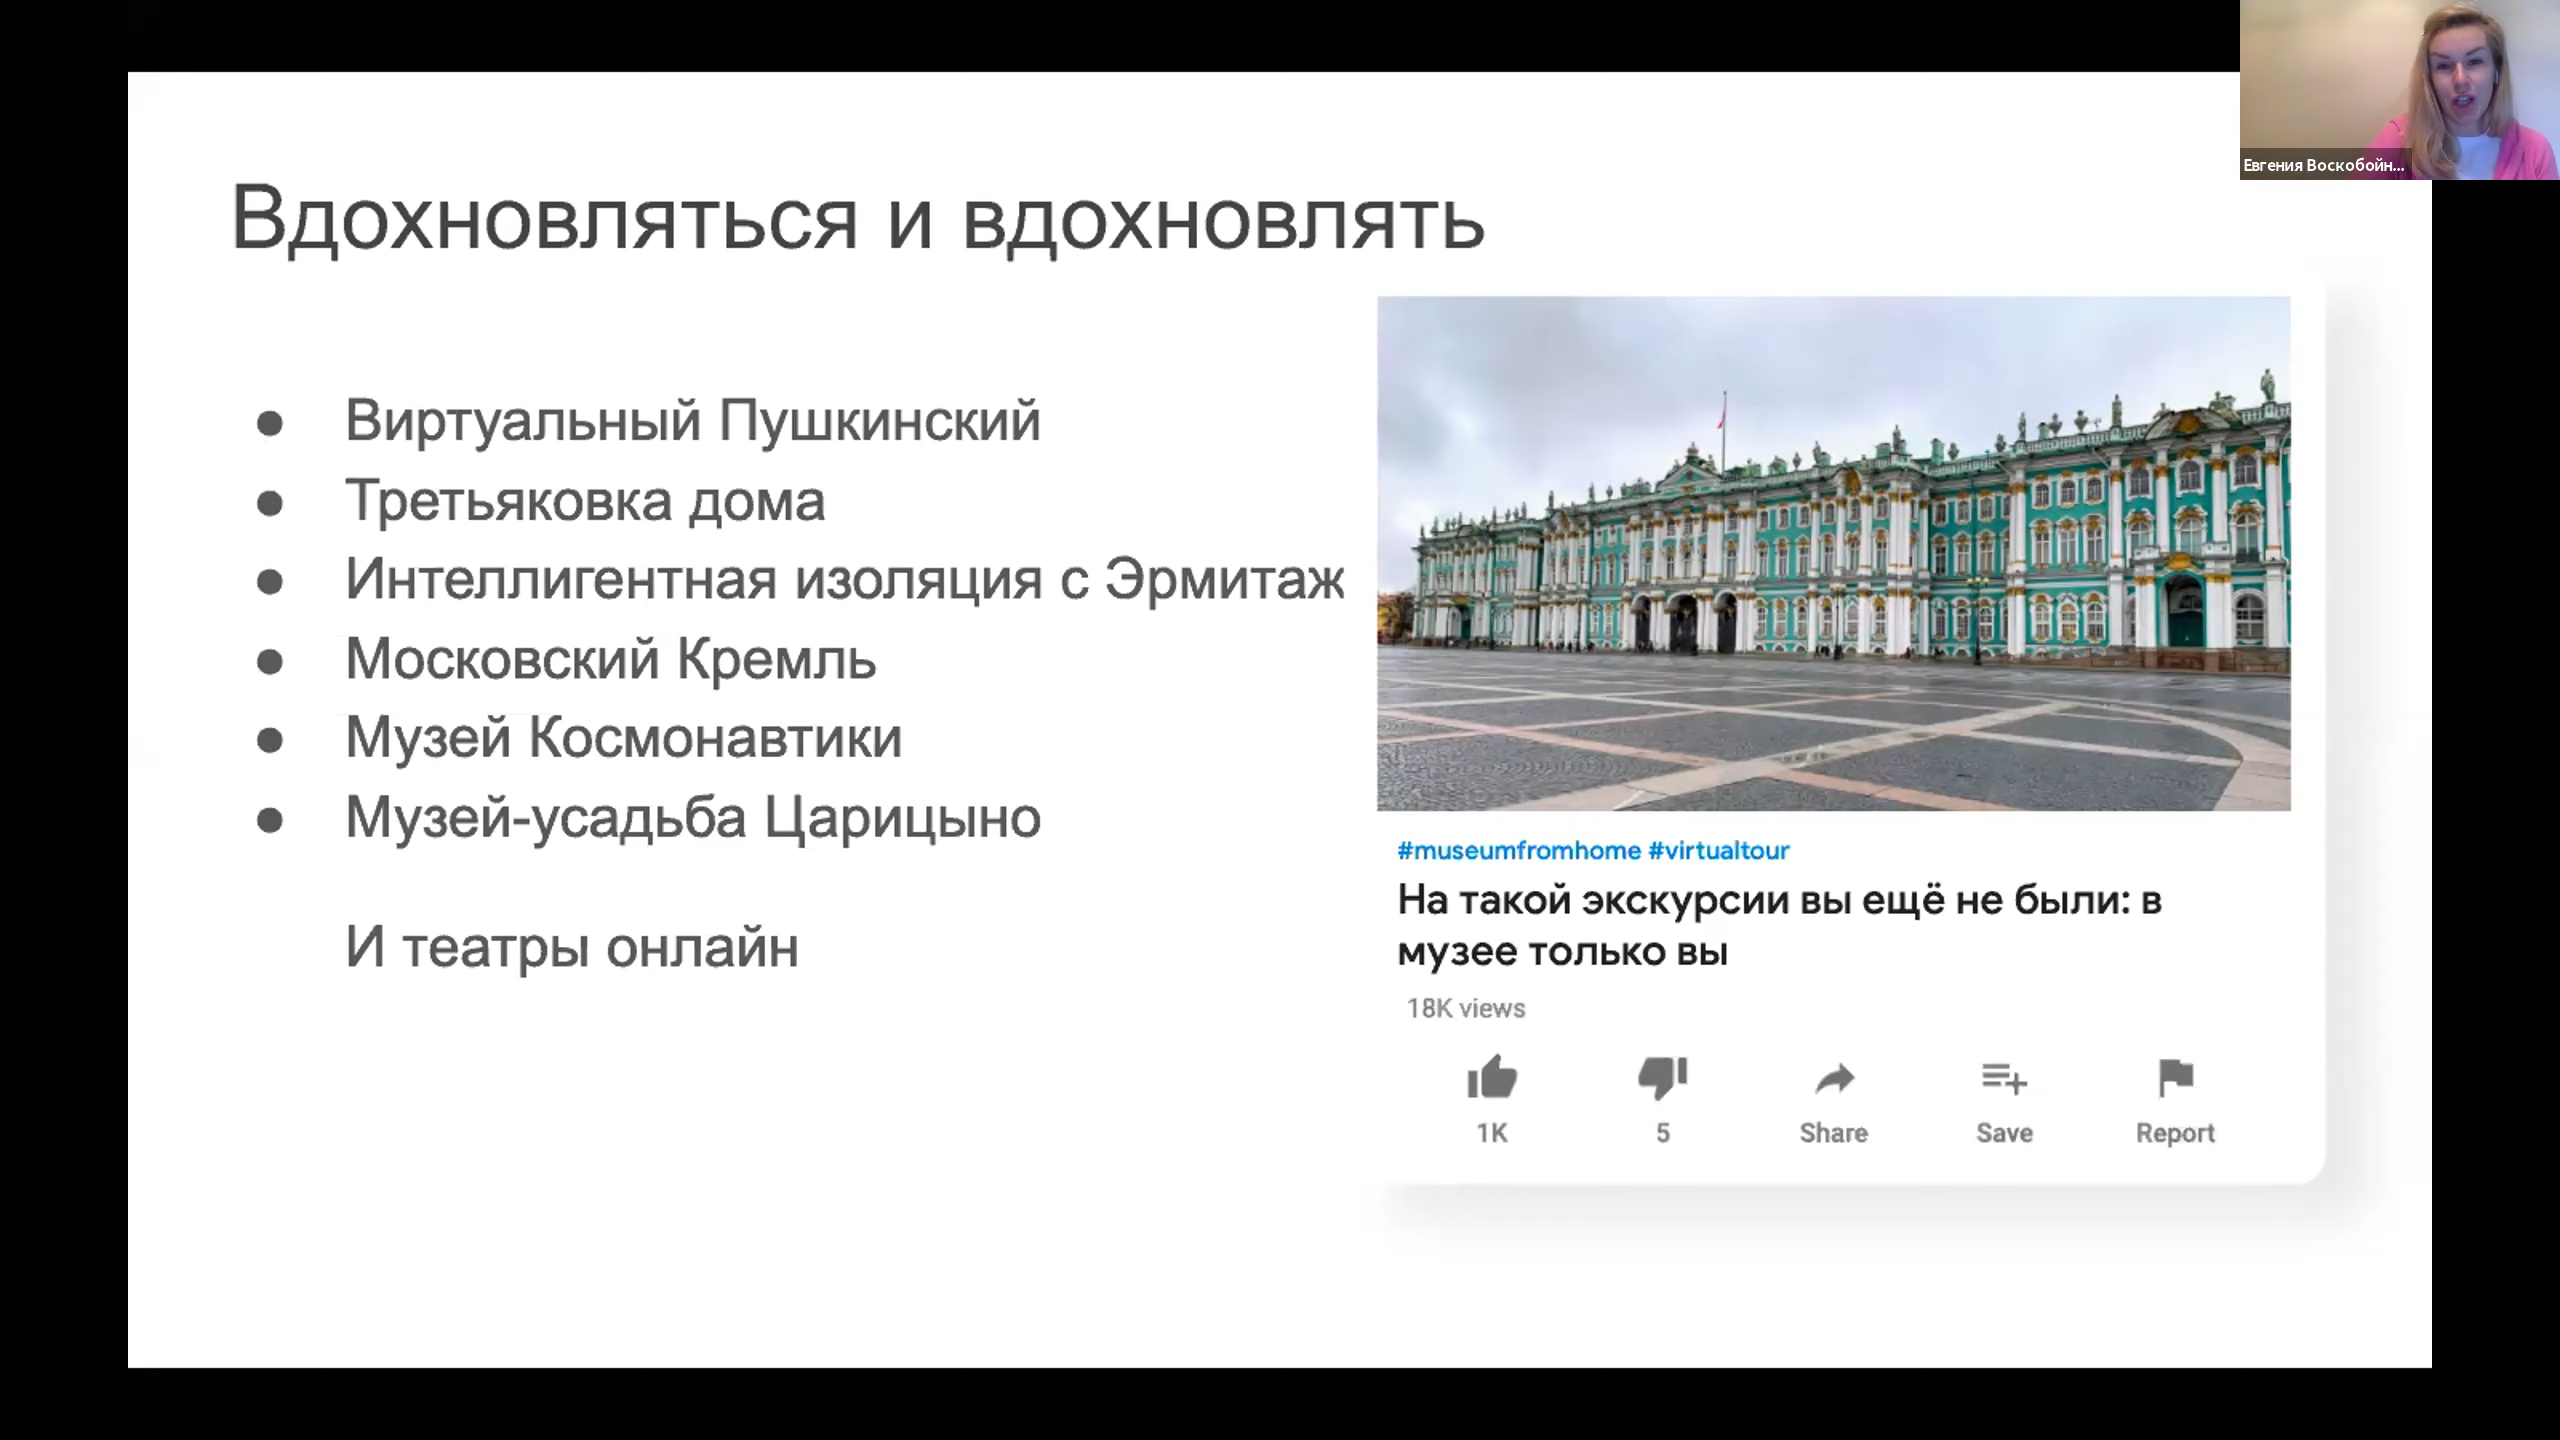 Евгения Воскобойн...
Вдохновляться и вдохновлять
● Виртуальный Пушкинский
● Третьяковка дома
● Интеллигентная изоляция с Эрмитаж
● Московский Кремль
● Музей Космонавтики
● Музей-усадьба Царицыно
И театры онлайн
#museumfromhome #virtualtour
На такой экскурсии вы ещё не были: в
музее только вы
18K views
1K 5 Share Save Report